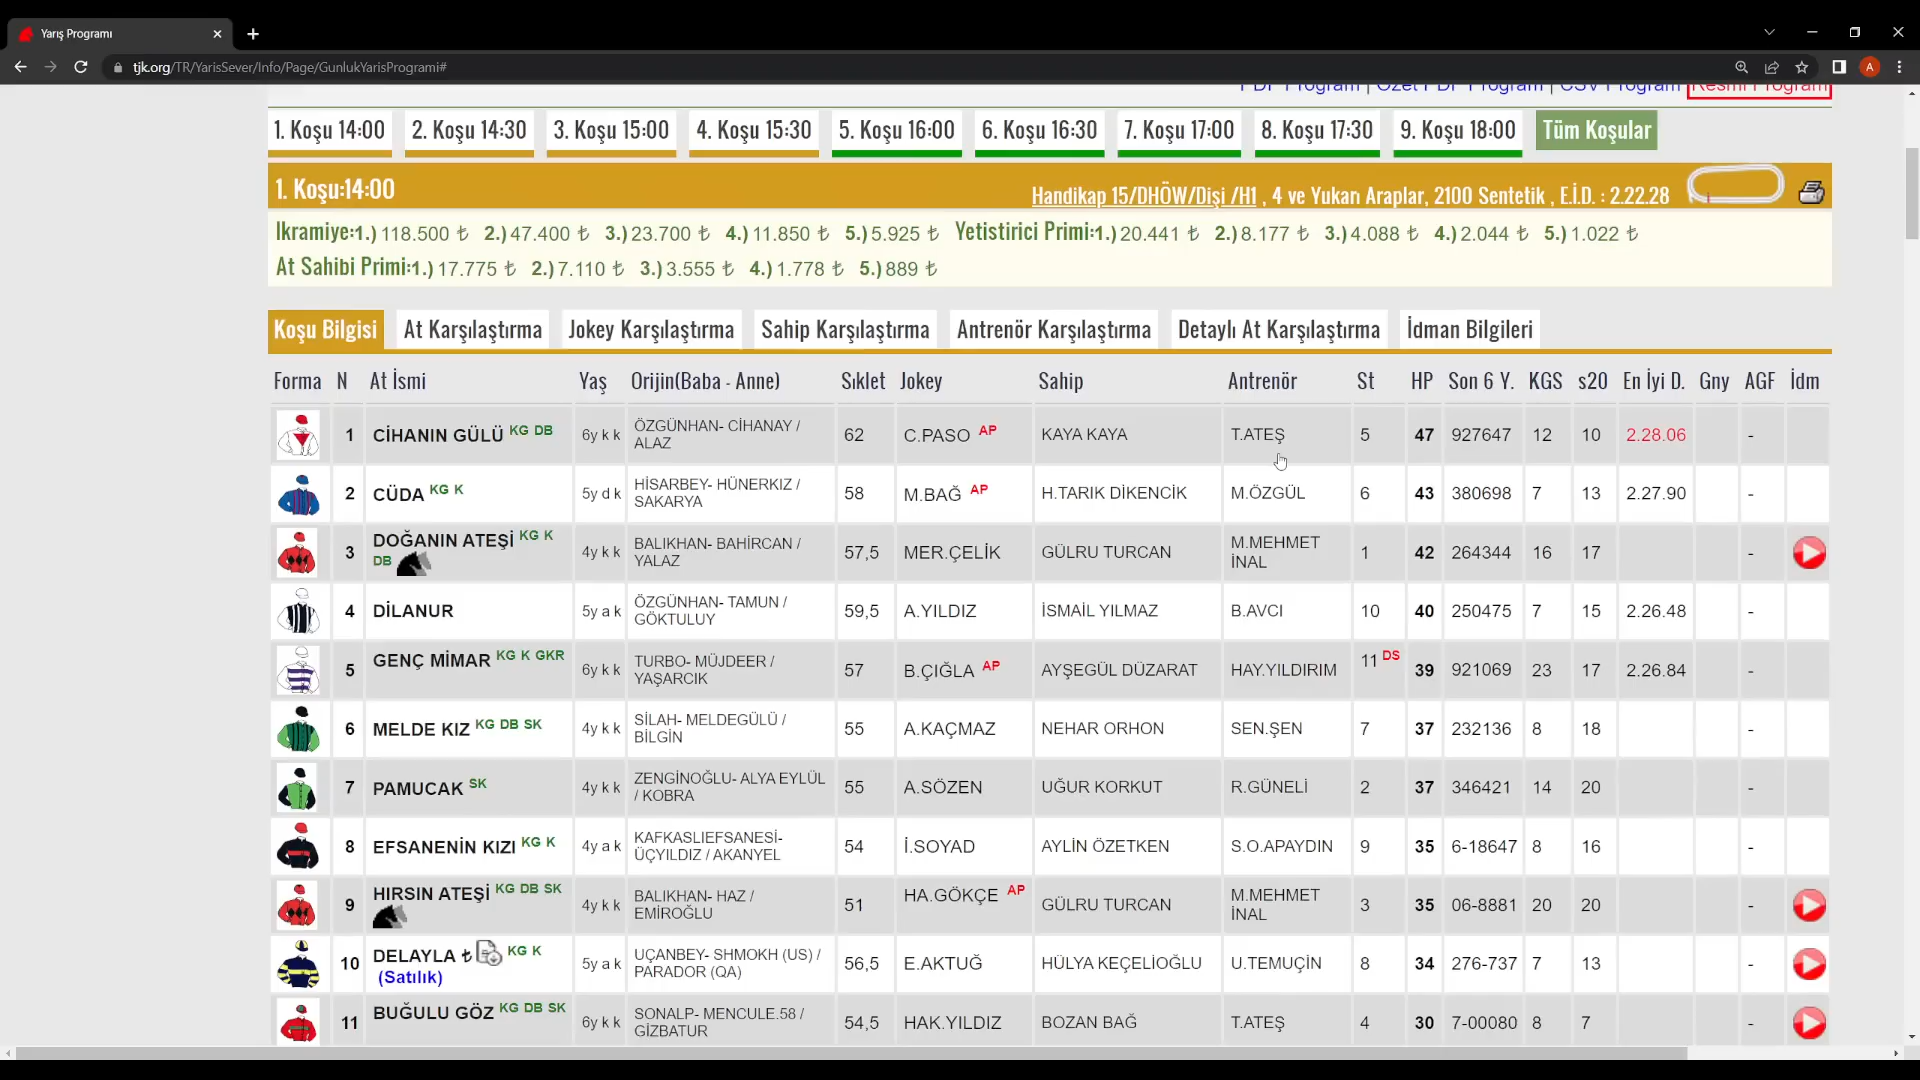 Yarış Programı
tjk.org/TR/YarisSever/Info/Page/GunlukYarisProgrami#
A
PDF Program | Özet PDF Program | CSV Program Resmi Program
1. Koşu 14:00 2. Koşu 14:30 3. Koşu 15:00 4. Koşu 15:30 5. Koşu 16:00 6. Koşu 16:30 7. Koşu 17:00 8. Koşu 17:30 9. Koşu 18:00 Tüm Koşular
1. Koşu:14:00
Handikap 15/DHÖW/Dişi /H1 , 4 ve Yukarı Araplar, 2100 Sentetik , E.İ.D. : 2.22.28
Ikramiye:1.) 118.500 ₺ 2.) 47.400 ₺ 3.) 23.700 ₺ 4.) 11.850 ₺ 5.) 5.925 ₺ Yetistirici Primi:1.) 20.441 ₺ 2.) 8.177 ₺ 3.) 4.088 ₺ 4.) 2.044 ₺ 5.) 1.022 ₺
At Sahibi Primi:1.) 17.775 ₺ 2.) 7.110 ₺ 3.) 3.555 ₺ 4.) 1.778 ₺ 5.) 889 ₺
Koşu Bilgisi At Karşılaştırma Jokey Karşılaştırma Sahip Karşılaştırma Antrenör Karşılaştırma Detaylı At Karşılaştırma İdman Bilgileri
Forma N At İsmi Yaş Orijin(Baba - Anne) Sıklet Jokey Sahip Antrenör St HP Son 6 Y. KGS s20 En İyi D. Gny AGF İdm
1 CİHANIN GÜLÜ KG DB 6y k k ÖZGÜNHAN- CİHANAY / ALAZ 62 C.PASO AP KAYA KAYA T.ATEŞ 5 47 927647 12 10 2.28.06 -
2 CÜDA KG K 5y d k HİSARBEY- HÜNERKIZ / SAKARYA 58 M.BAĞ AP H.TARIK DİKENCİK M.ÖZGÜL 6 43 380698 7 13 2.27.90 -
3 DOĞANIN ATEŞİ KG K DB 4y k k BALIKHAN- BAHİRCAN / YALAZ 57,5 MER.ÇELİK GÜLRU TURCAN M.MEHMET İNAL 1 42 264344 16 17 -
4 DİLANUR 5y a k ÖZGÜNHAN- TAMUN / GÖKTULUY 59,5 A.YILDIZ İSMAİL YILMAZ B.AVCI 10 40 250475 7 15 2.26.48 -
5 GENÇ MİMAR KG K GKR 6y k k TURBO- MÜJDEER / YAŞARCIK 57 B.ÇIĞLA AP AYŞEGÜL DÜZARAT HAY.YILDIRIM 11 DS 39 921069 23 17 2.26.84 -
6 MELDE KIZ KG DB SK 4y k k SİLAH- MELDEGÜLÜ / BİLGİN 55 A.KAÇMAZ NEHAR ORHON SEN.ŞEN 7 37 232136 8 18 -
7 PAMUCAK SK 4y k k ZENGİNOĞLU- ALYA EYLÜL / KOBRA 55 A.SÖZEN UĞUR KORKUT R.GÜNELİ 2 37 346421 14 20 -
8 EFSANENİN KIZI KG K 4y a k KAFKASLIEFSANESİ- ÜÇYILDIZ / AKANYEL 54 İ.SOYAD AYLİN ÖZETKEN S.O.APAYDIN 9 35 6-18647 8 16 -
9 HIRSIN ATEŞİ KG DB SK 4y k k BALIKHAN- HAZ / EMİROĞLU 51 HA.GÖKÇE AP GÜLRU TURCAN M.MEHMET İNAL 3 35 06-8881 20 20 -
10 DELAYLA ₺ KG K (Satılık) 5y a k UÇANBEY- SHMOKH (US) / PARADOR (QA) 56,5 E.AKTUĞ HÜLYA KEÇELİOĞLU U.TEMUÇİN 8 34 276-737 7 13 -
11 BUĞULU GÖZ KG DB SK 6y k k SONALP- MENCULE.58 / GİZBATUR 54,5 HAK.YILDIZ BOZAN BAĞ T.ATEŞ 4 30 7-00080 8 7 -